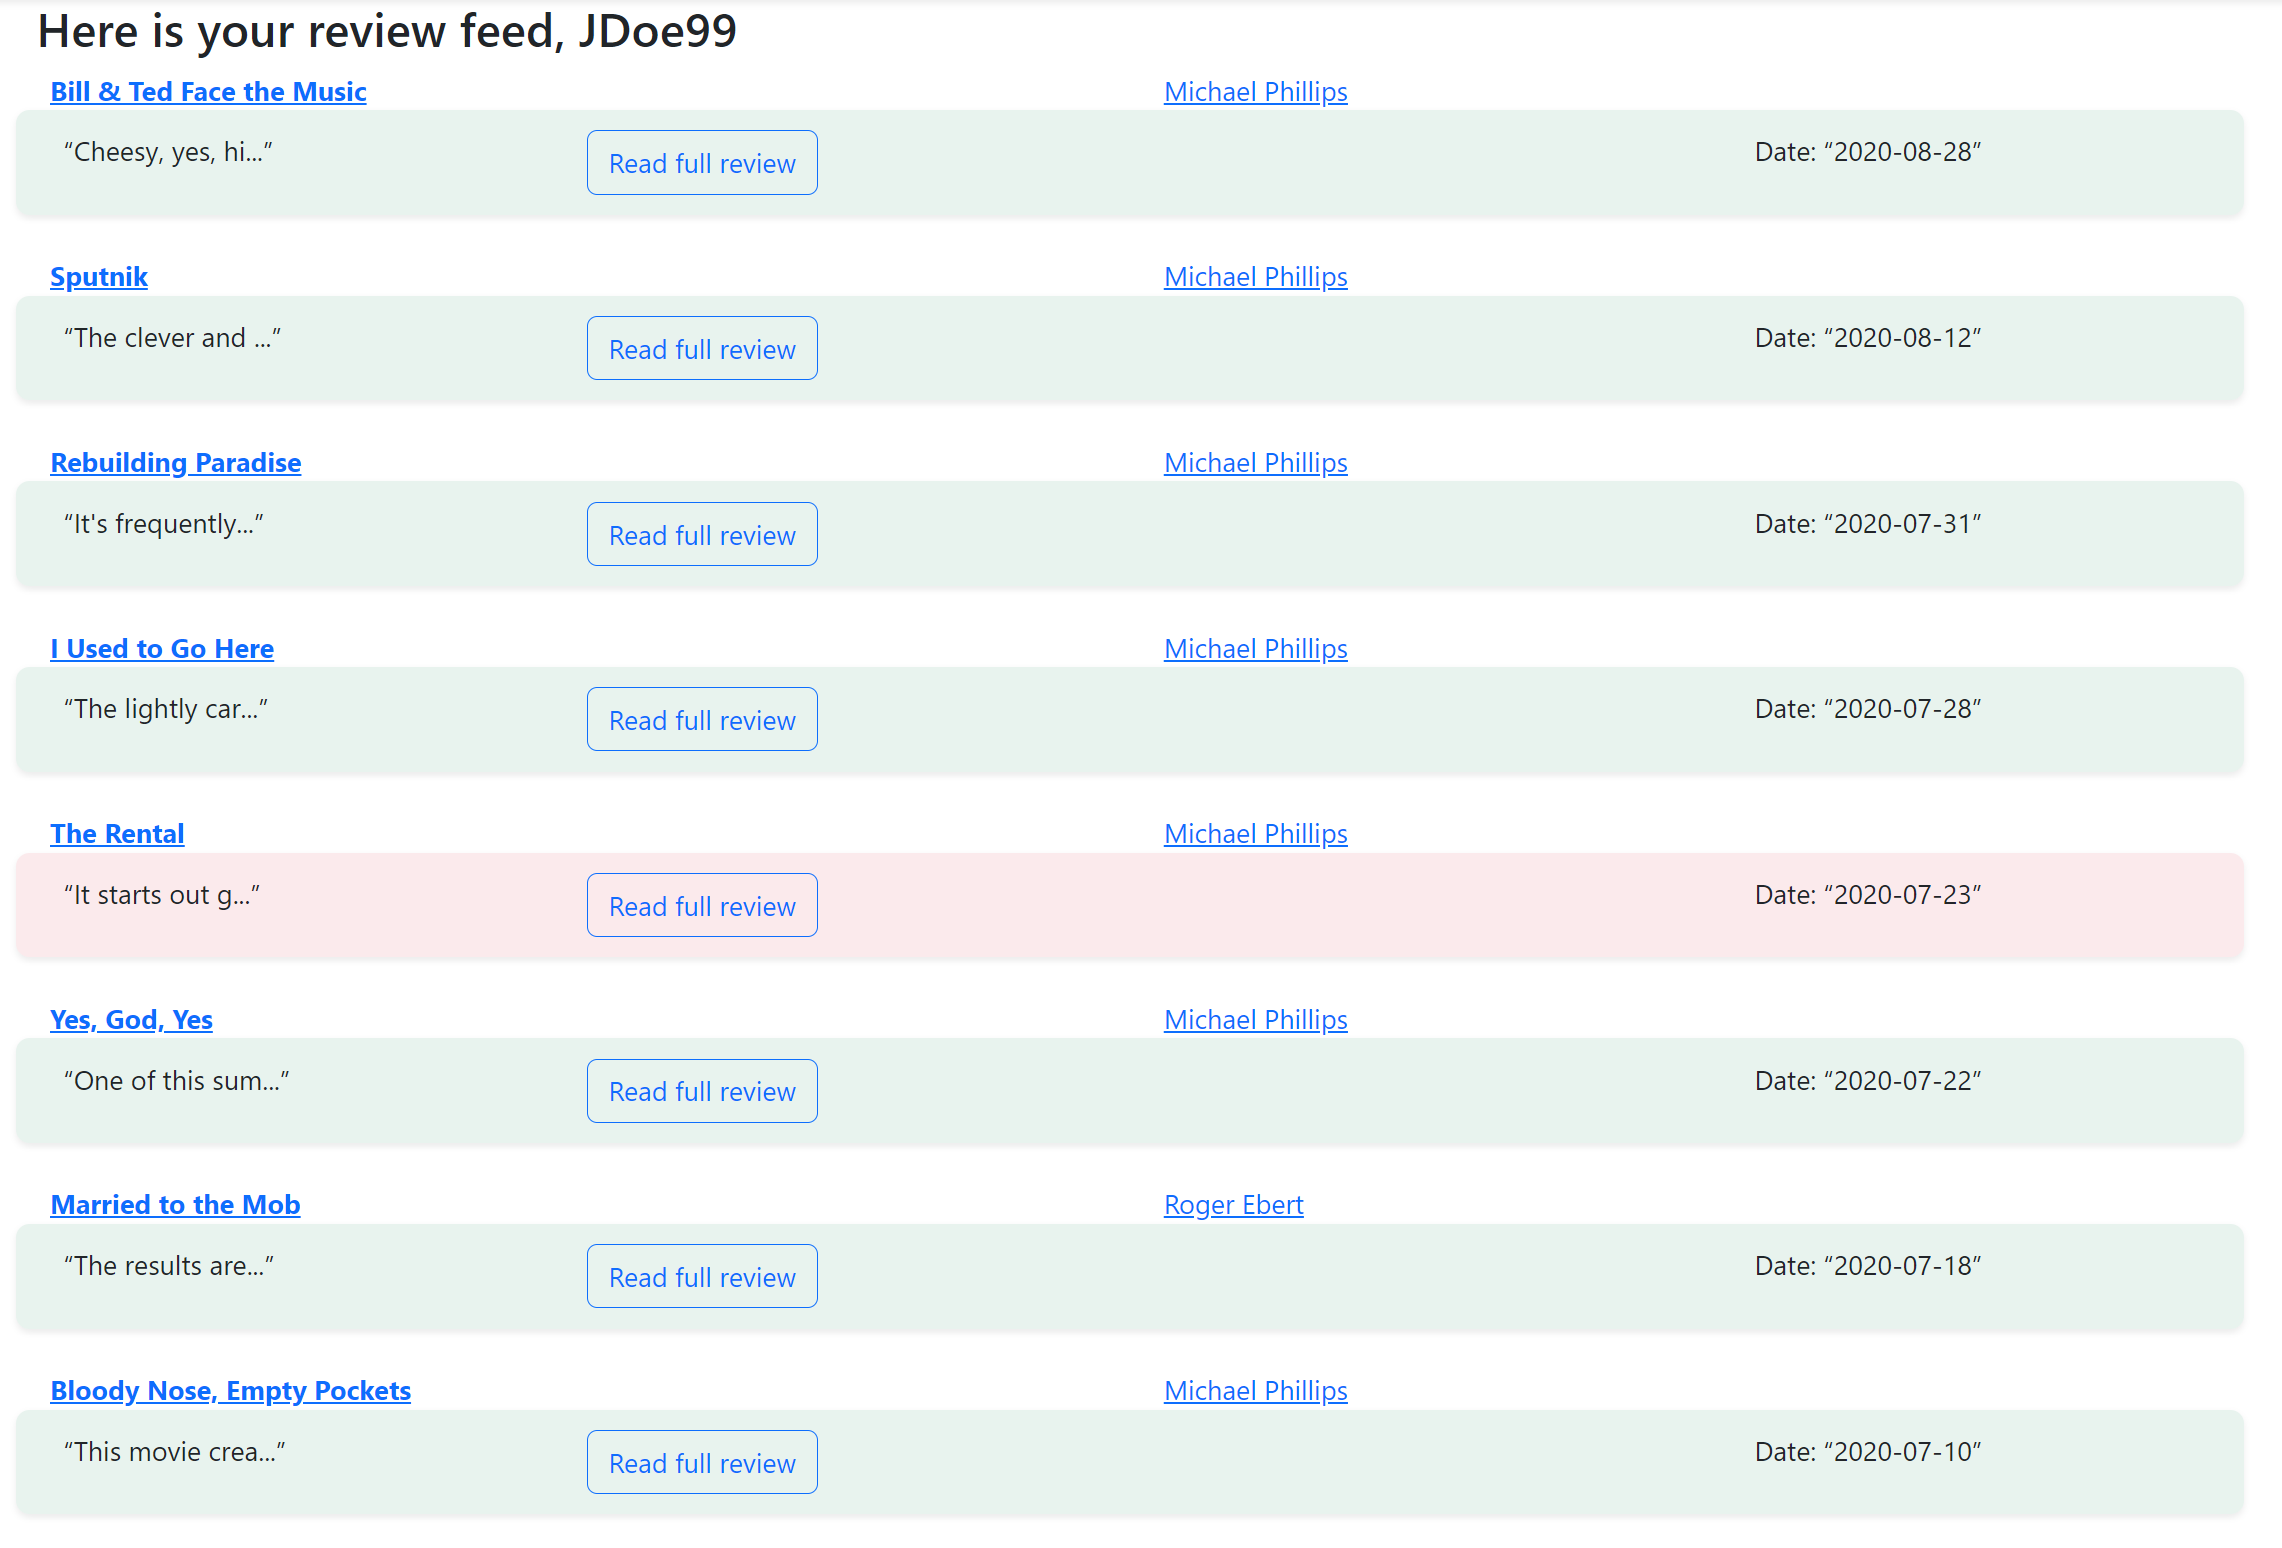 Here is your review feed, JDoe99
Bill & Ted Face the Music Michael Phillips
“Cheesy, yes, hi...” Read full review Date: “2020-08-28”
Sputnik Michael Phillips
“The clever and ...” Read full review Date: “2020-08-12”
Rebuilding Paradise Michael Phillips
“It's frequently...” Read full review Date: “2020-07-31”
I Used to Go Here Michael Phillips
“The lightly car...” Read full review Date: “2020-07-28”
The Rental Michael Phillips
“It starts out g...” Read full review Date: “2020-07-23”
Yes, God, Yes Michael Phillips
“One of this sum...” Read full review Date: “2020-07-22”
Married to the Mob Roger Ebert
“The results are...” Read full review Date: “2020-07-18”
Bloody Nose, Empty Pockets Michael Phillips
“This movie crea...” Read full review Date: “2020-07-10”